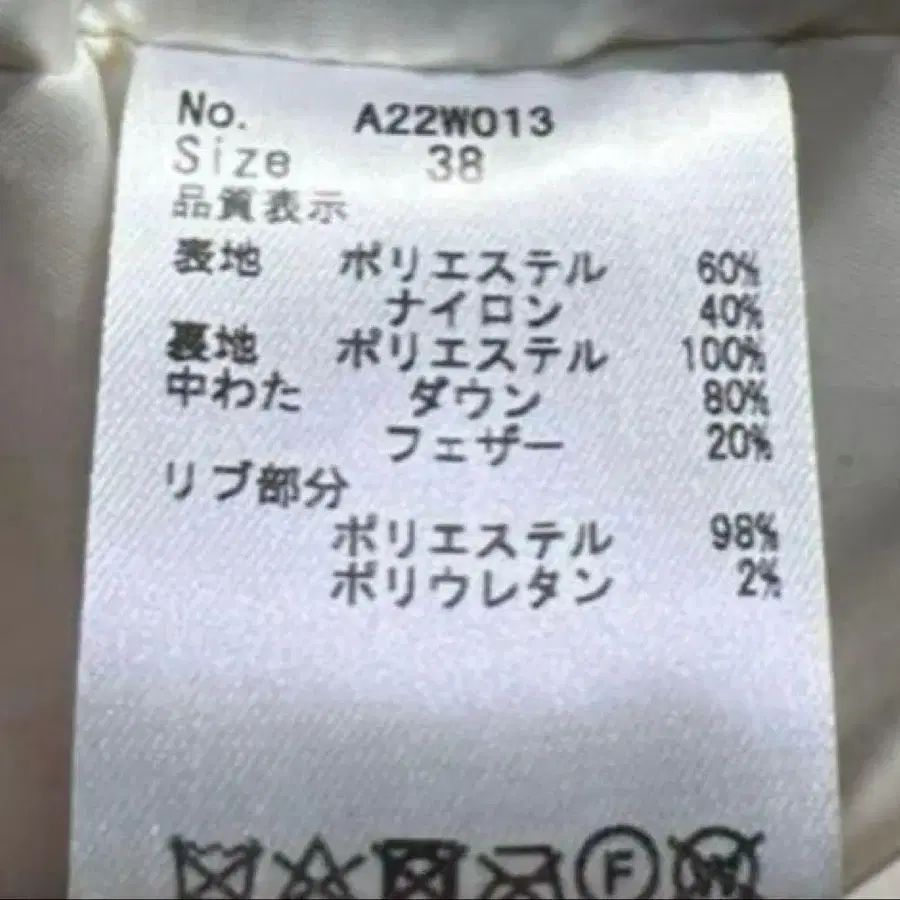 No. A22W013
Size 38
品質表示
表地 ポリエステル 60%
ナイロン 40%
裏地 ポリエステル 100%
中わた ダウン 80%
フェザー 20%
リブ部分
ポリエステル 98%
ポリウレタン 2%
F W